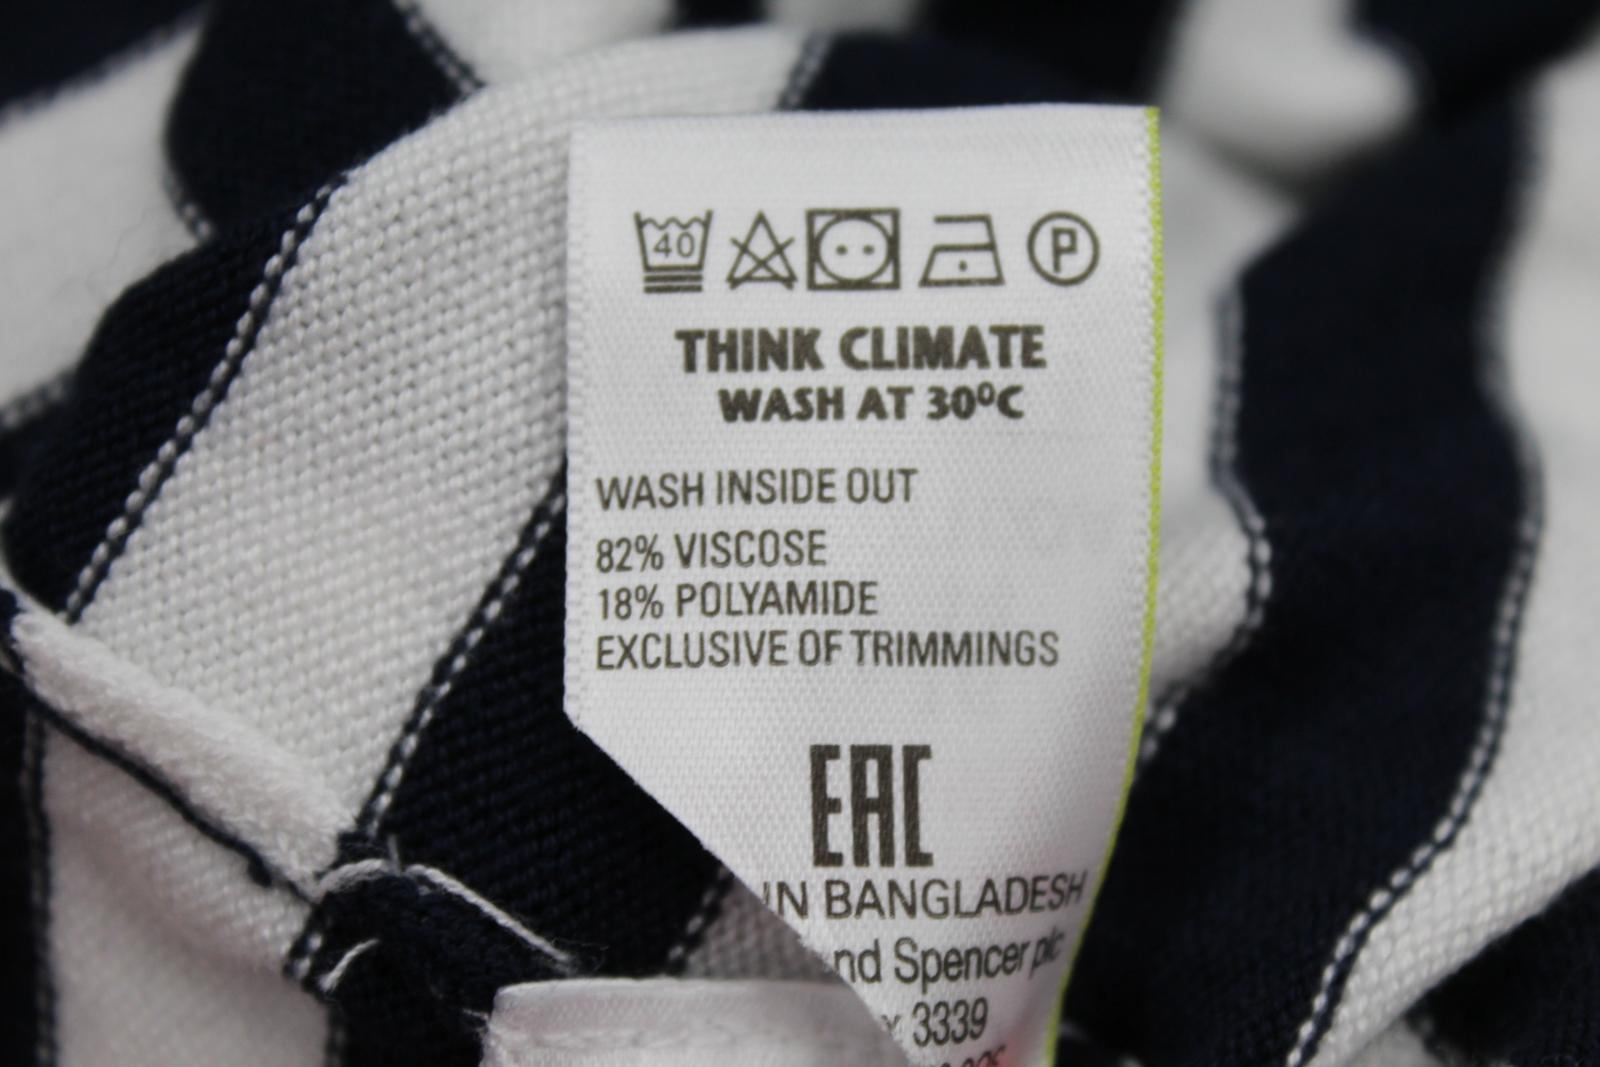 40 P
THINK CLIMATE
WASH AT 30ºC
WASH INSIDE OUT
82% VISCOSE
18% POLYAMIDE
EXCLUSIVE OF TRIMMINGS
EAC
IN BANGLADESH
nd Spencer plc
x 3339